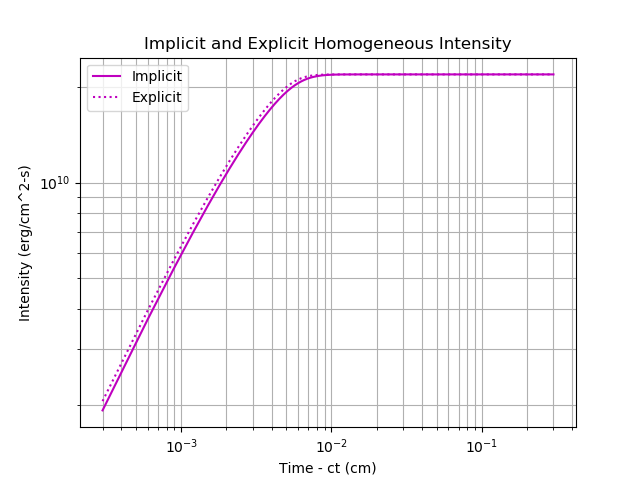 Implicit and Explicit Homogeneous Intensity
Implicit
Explicit
Intensity (erg/cm^2-s)
10^10
10^-3
10^-2
10^-1
Time - ct (cm)